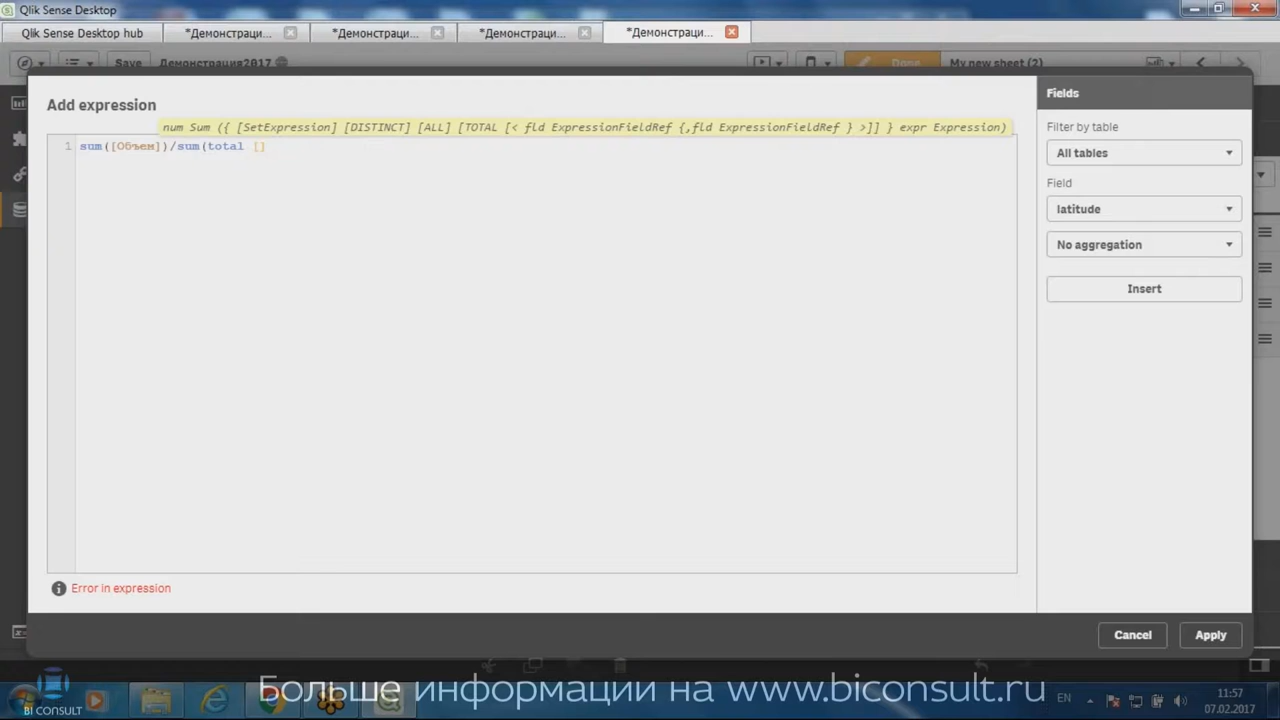 Qlik Sense Desktop
Qlik Sense Desktop hub
*Демонстраци...
*Демонстраци...
*Демонстраци...
*Демонстраци...
Save
Демонстрация2017
Done
My new sheet (2)
Add expression
num Sum ({ [SetExpression] [DISTINCT] [ALL] [TOTAL [< fld ExpressionFieldRef {,fld ExpressionFieldRef } >]] } expr Expression)
1 sum([Объем])/sum(total []
Error in expression
Fields
Filter by table
All tables
Field
latitude
No aggregation
Insert
Cancel
Apply
Больше информации на www.biconsult.ru
BI CONSULT
EN
11:57
07.02.2017